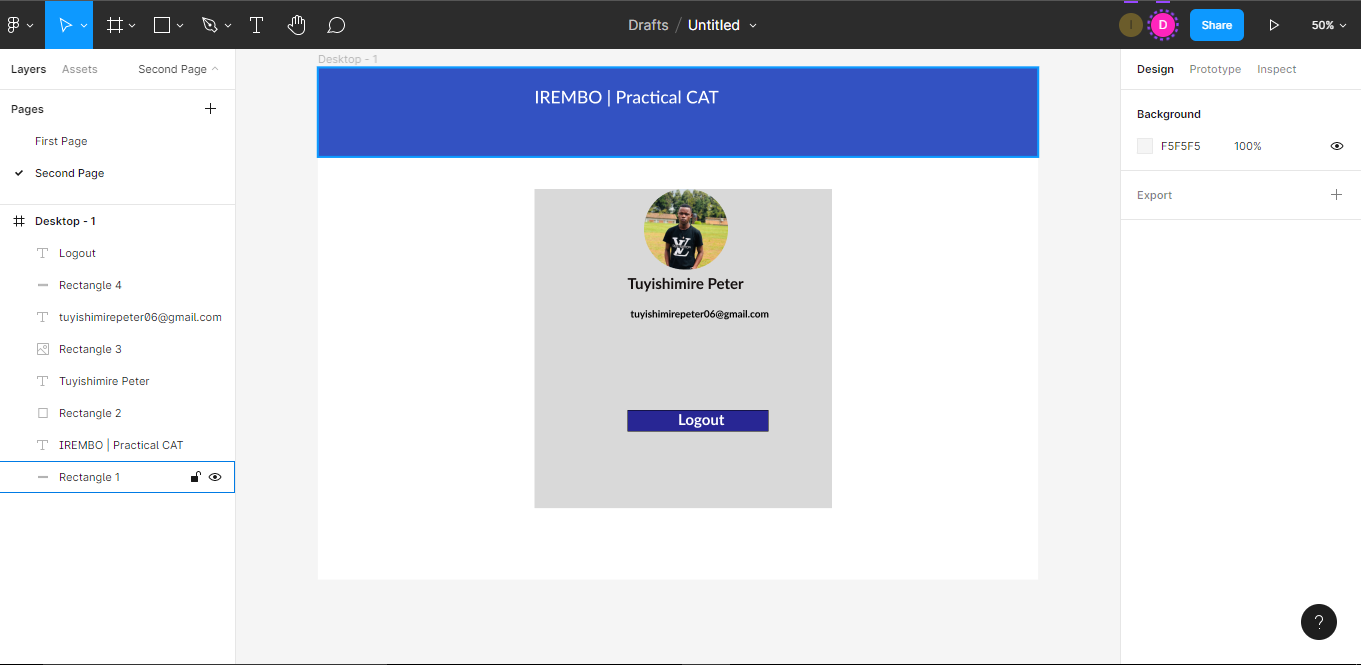 Drafts / Untitled
I
D
Share
50%
Layers
Assets
Second Page
Pages
First Page
Second Page
Desktop - 1
Logout
Rectangle 4
tuyishimirepeter06@gmail.com
Rectangle 3
Tuyishimire Peter
Rectangle 2
IREMBO | Practical CAT
Rectangle 1
Desktop - 1
IREMBO | Practical CAT
Tuyishimire Peter
tuyishimirepeter06@gmail.com
Logout
Design
Prototype
Inspect
Background
F5F5F5
100%
Export
?